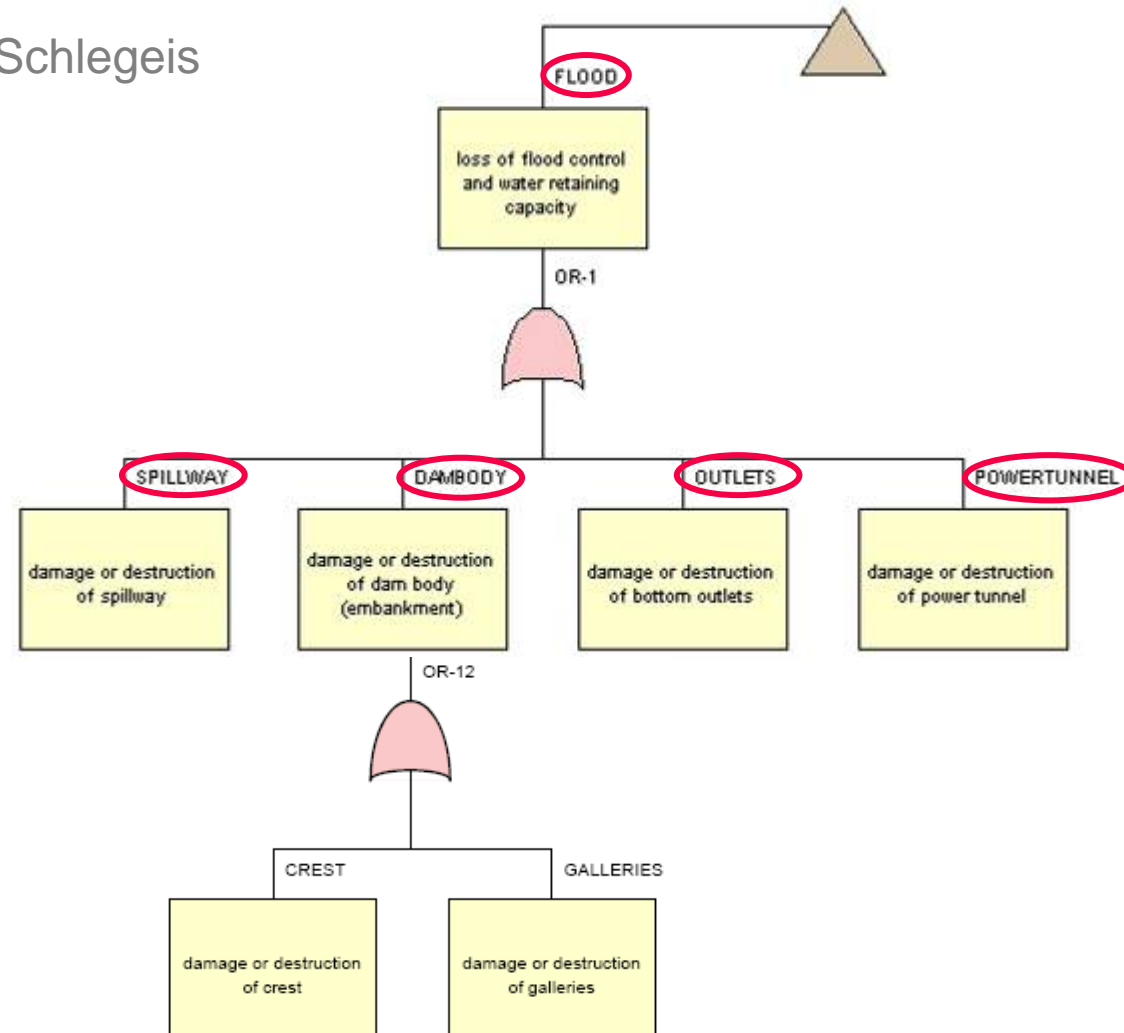 Schlegeis
FLOOD
loss of flood control
and water retaining
capacity
OR-1
SPILLWAY
DAMBODY
OUTLETS
POWERTUNNEL
damage or destruction
of spillway
damage or destruction
of dam body
(embankment)
damage or destruction
of bottom outlets
damage or destruction
of power tunnel
OR-12
CREST
GALLERIES
damage or destruction
of crest
damage or destruction
of galleries